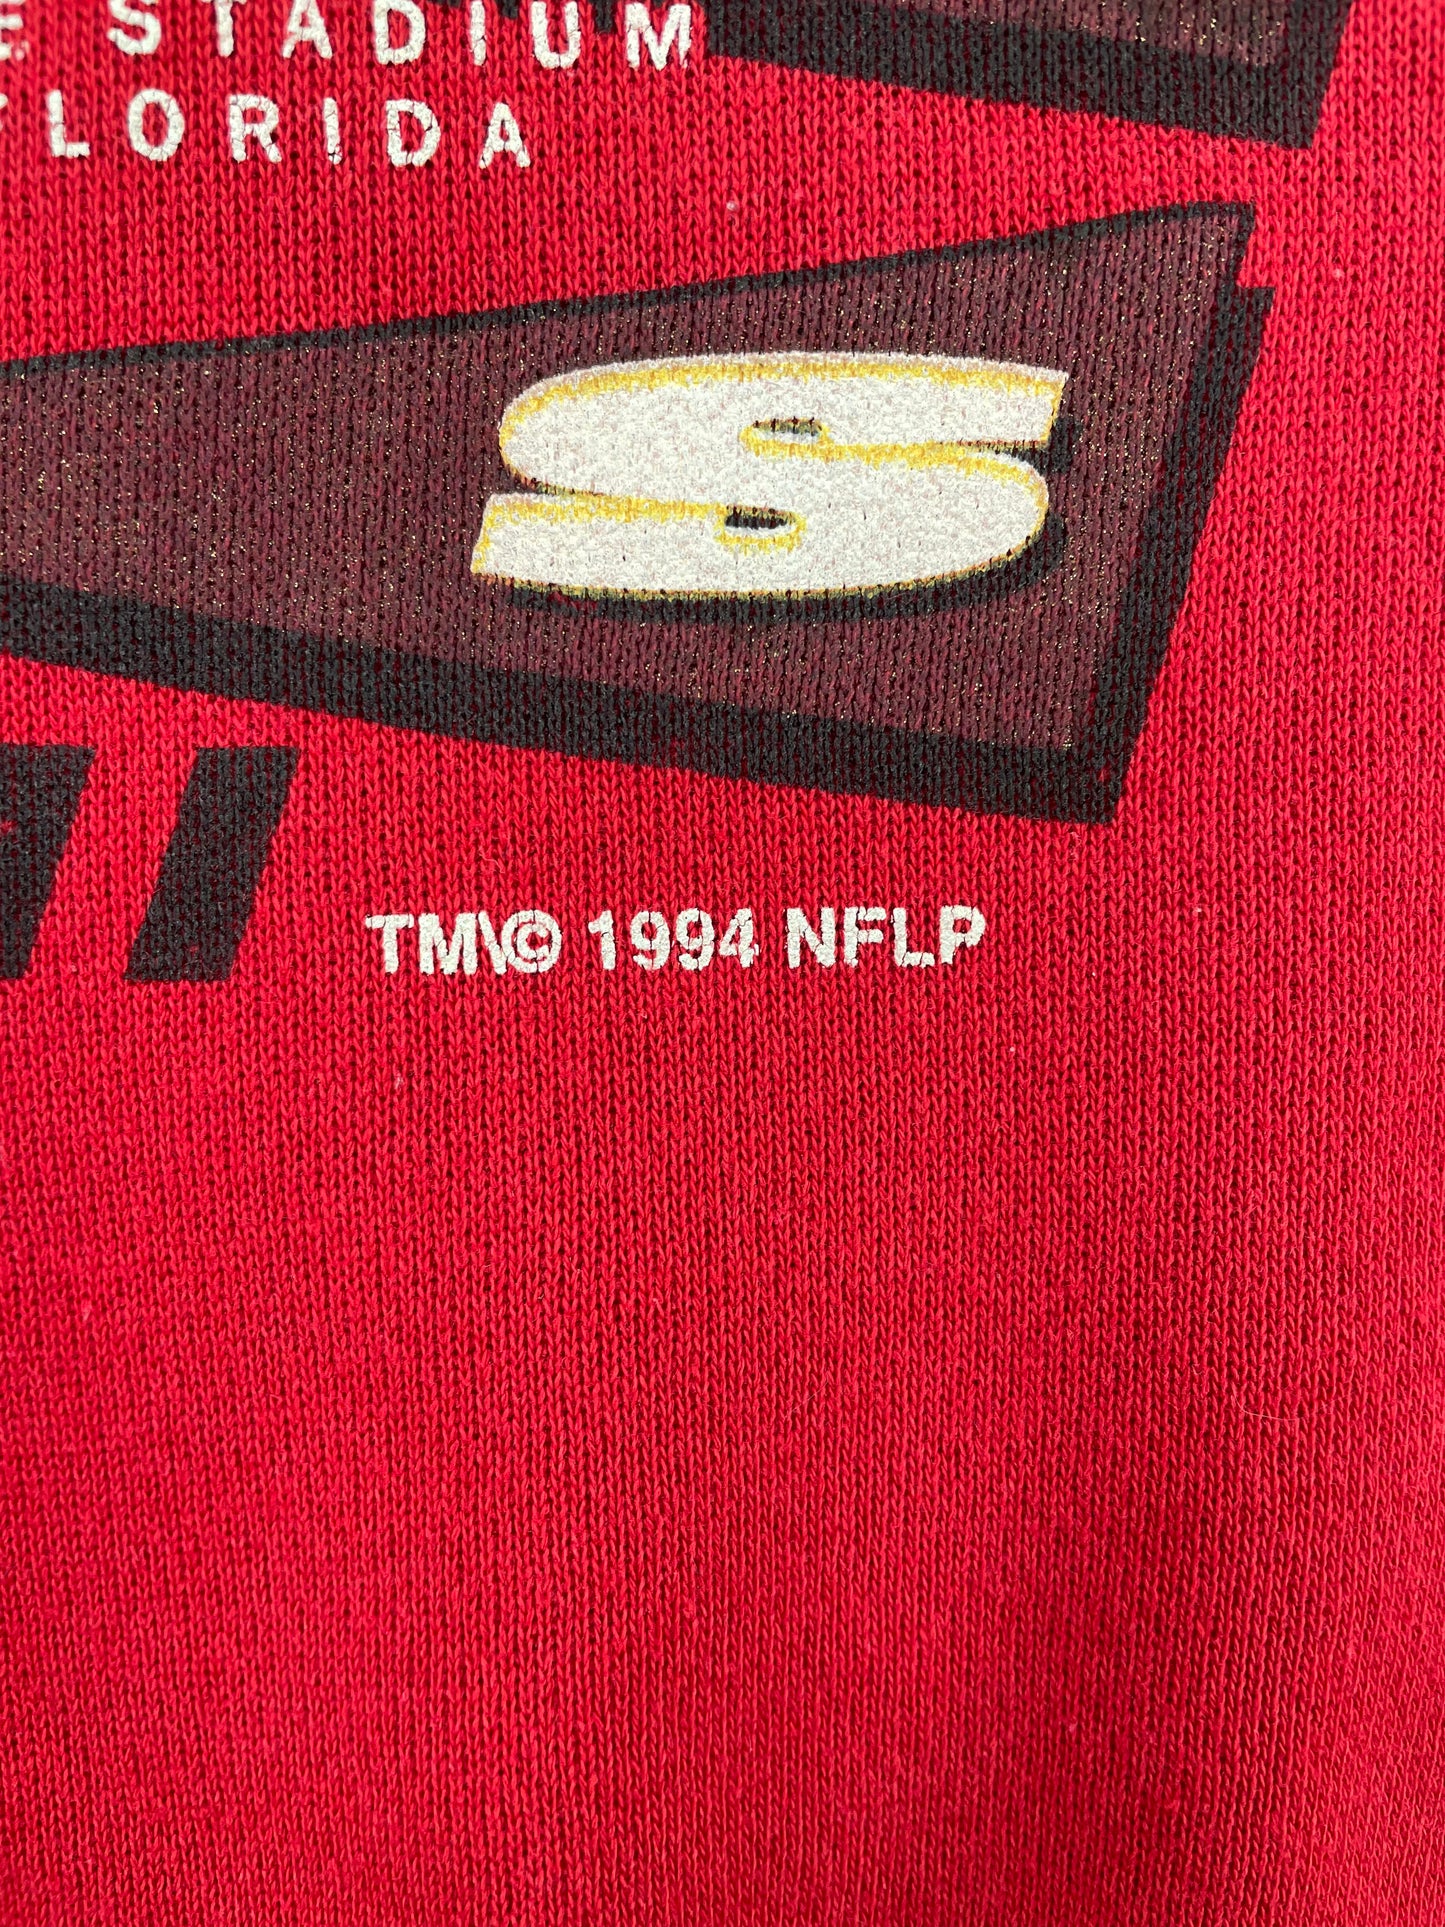 E STADIUM
FLORIDA
S
TM\© 1994 NFLP